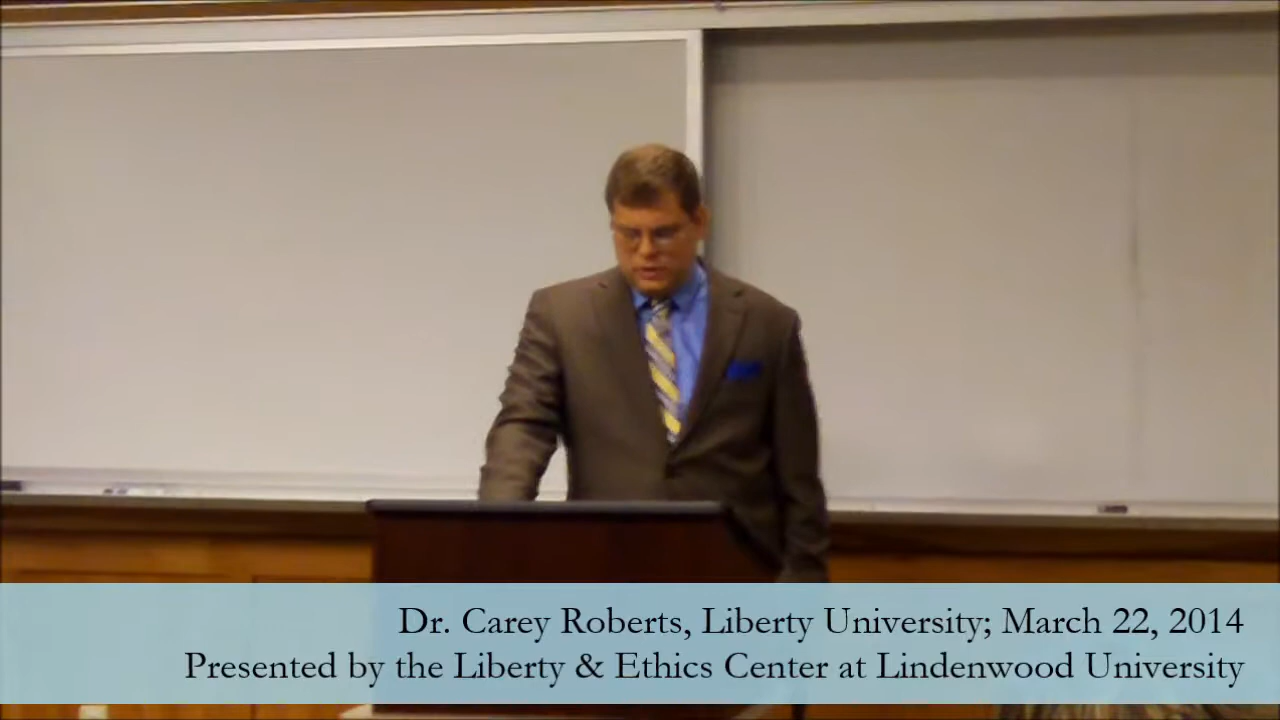 Dr. Carey Roberts, Liberty University; March 22, 2014
Presented by the Liberty & Ethics Center at Lindenwood University